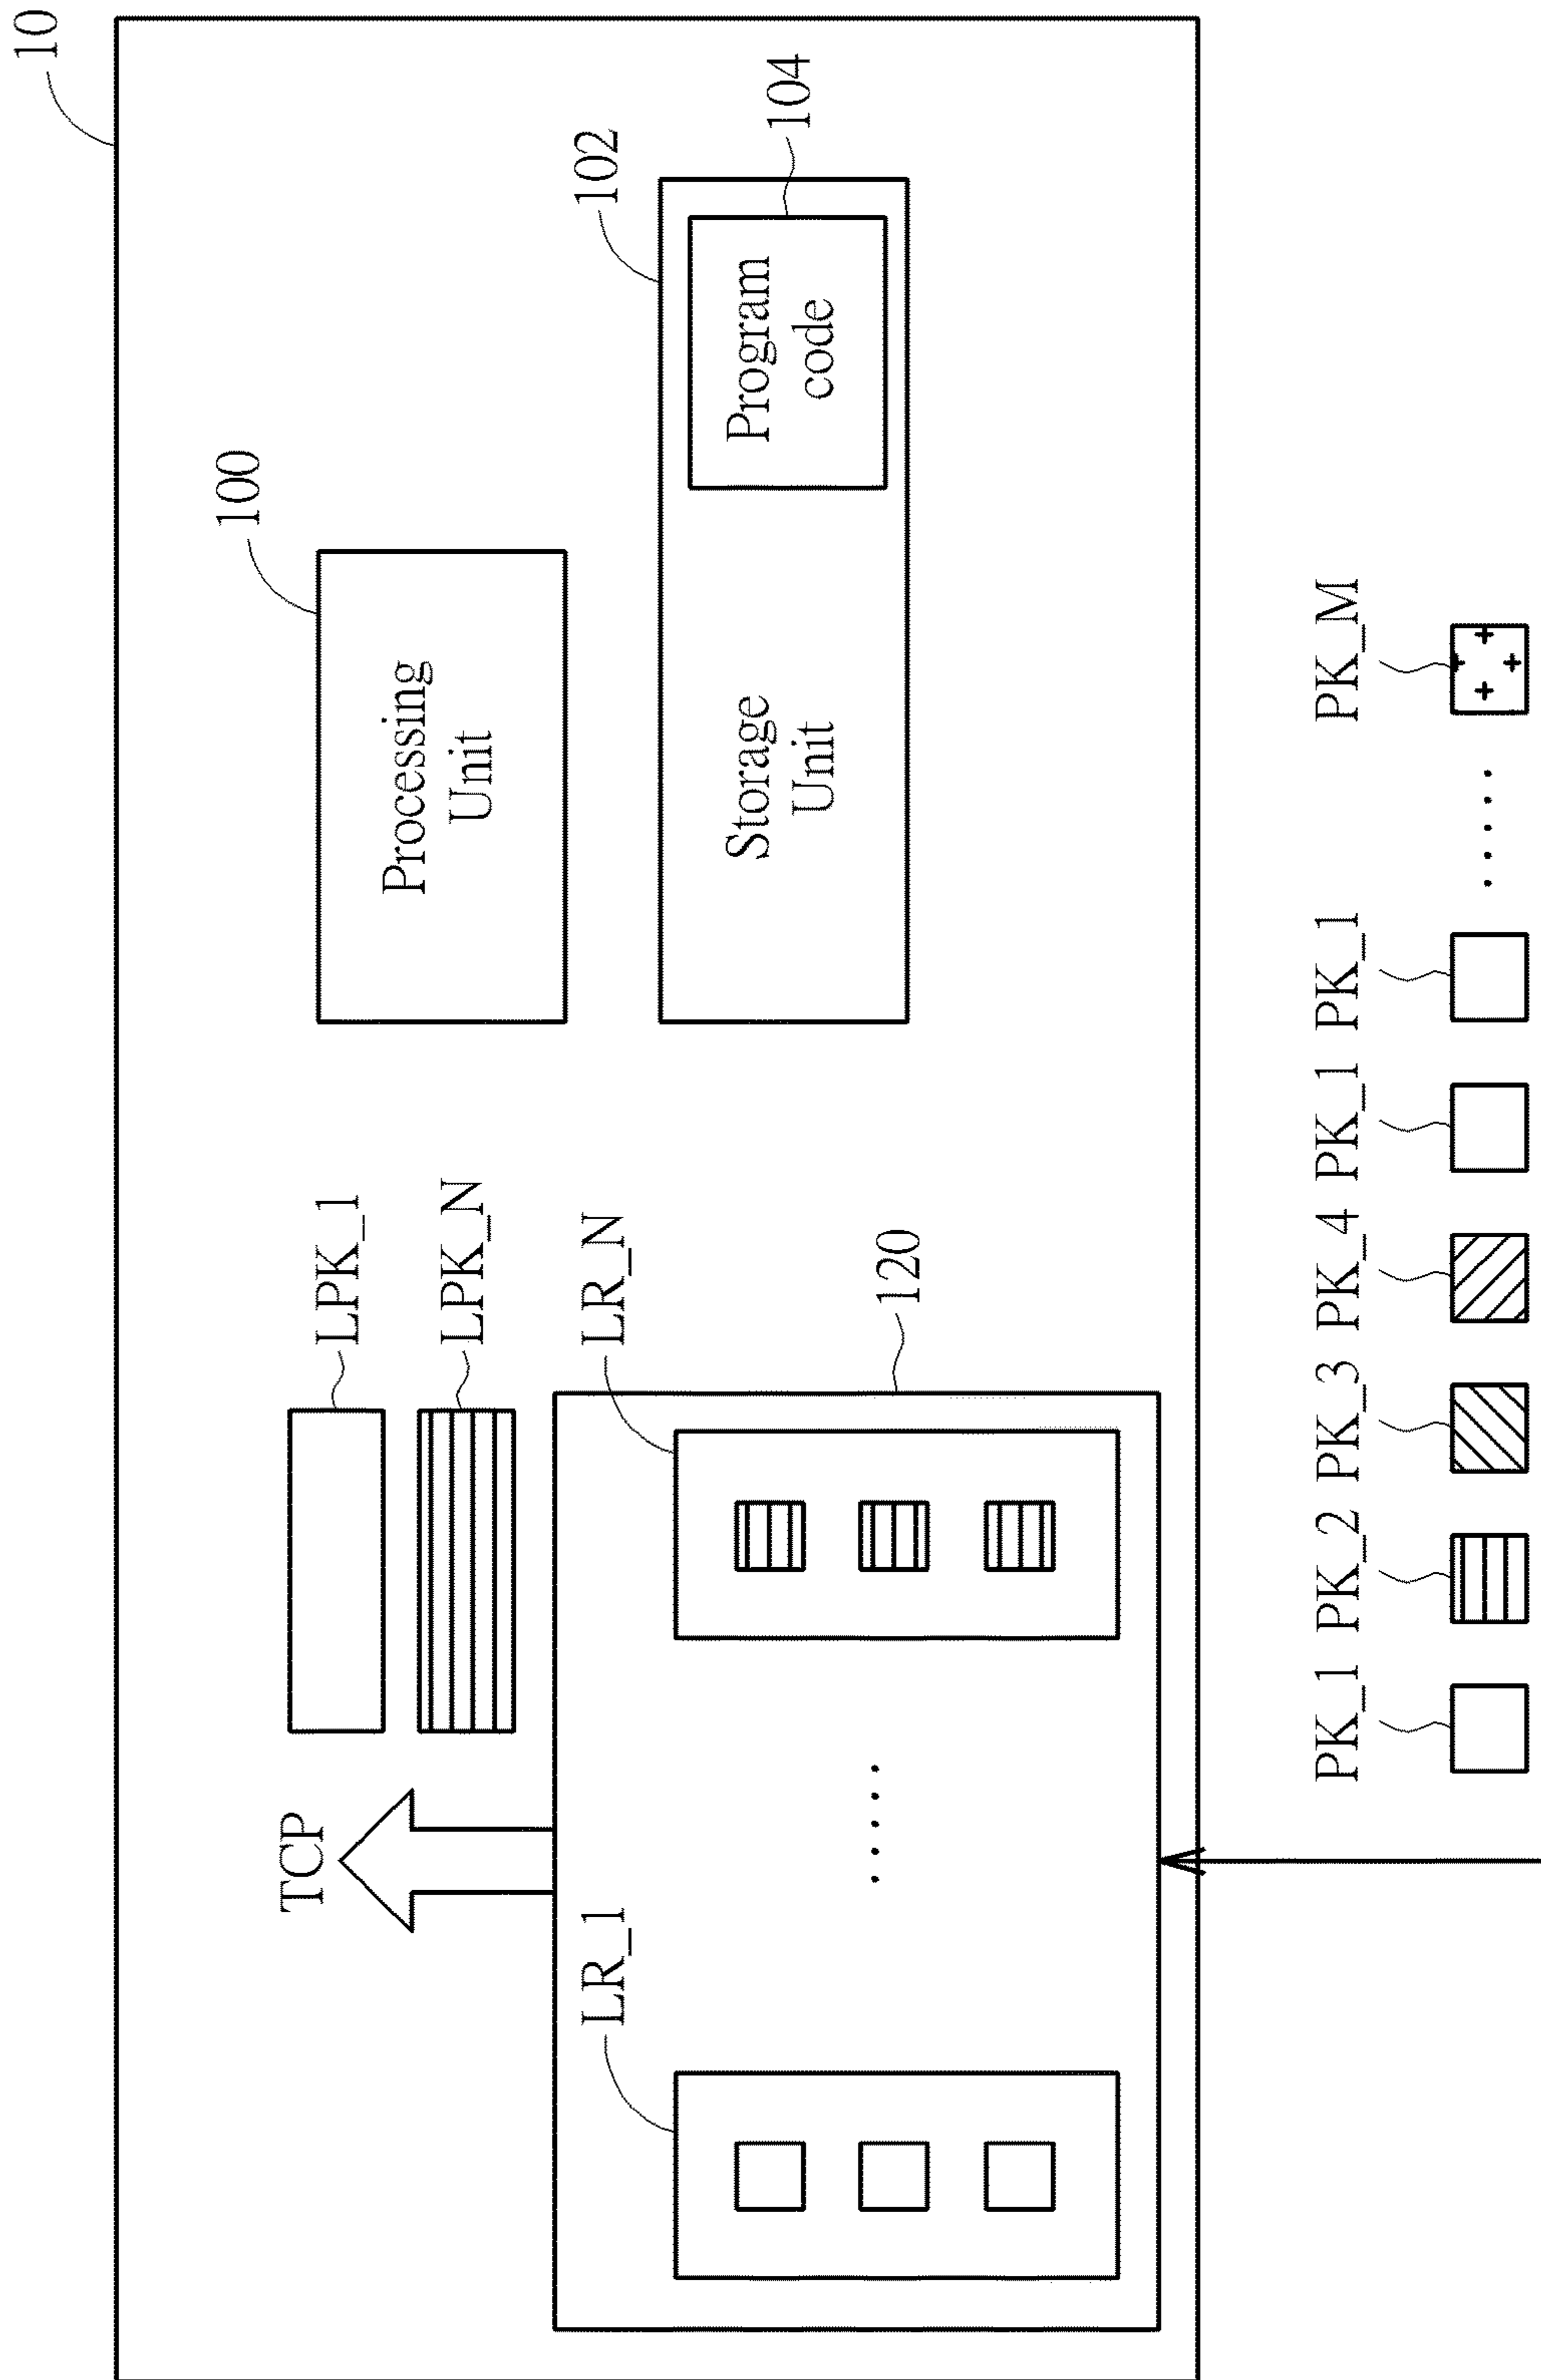 10
TCP
LPK_1
LPK_N
100
Processing
Unit
102
104
Storage
Unit
Program
code
LR_1
LR_N
120
PK_1
PK_2
PK_3
PK_4
PK_1
PK_1
PK_M